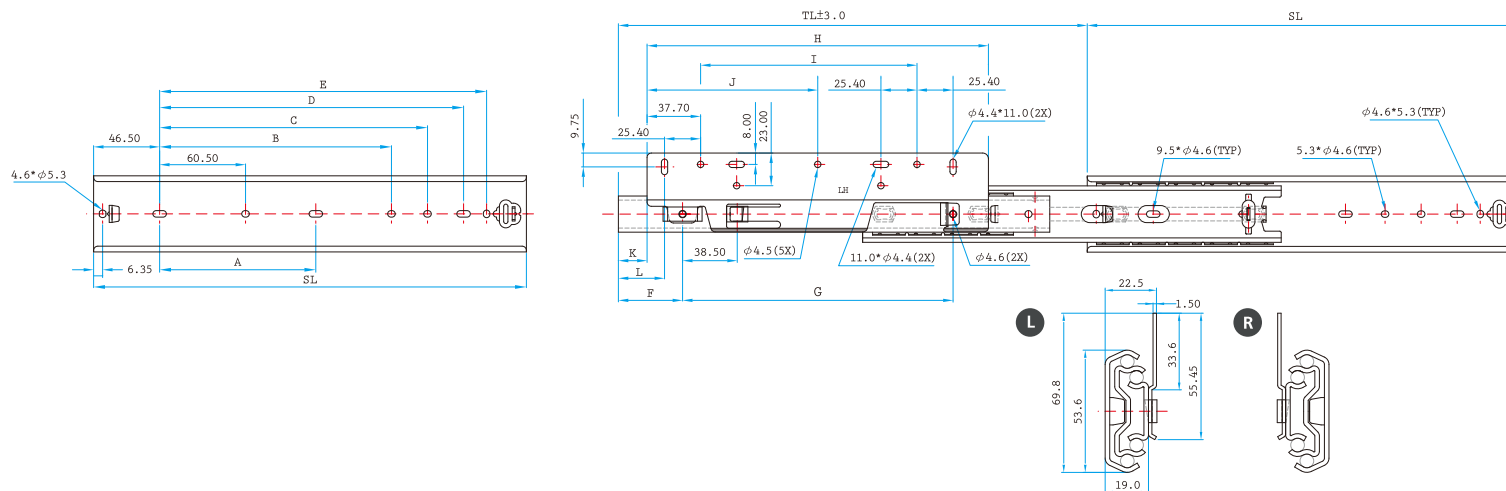 E
D
C
46.50
B
60.50
4.6*ϕ5.3
A
6.35
SL
TL±3.0
SL
H
I
J
25.40
25.40
37.70
8.00
23.00
ϕ4.4*11.0(2X)
ϕ4.6*5.3(TYP)
9.75
25.40
9.5*ϕ4.6(TYP)
5.3*ϕ4.6(TYP)
LH
K
38.50
ϕ4.5(5X)
11.0*ϕ4.4(2X)
ϕ4.6(2X)
L
F
G
22.5
1.50
L
R
33.6
55.45
69.8
53.6
19.0